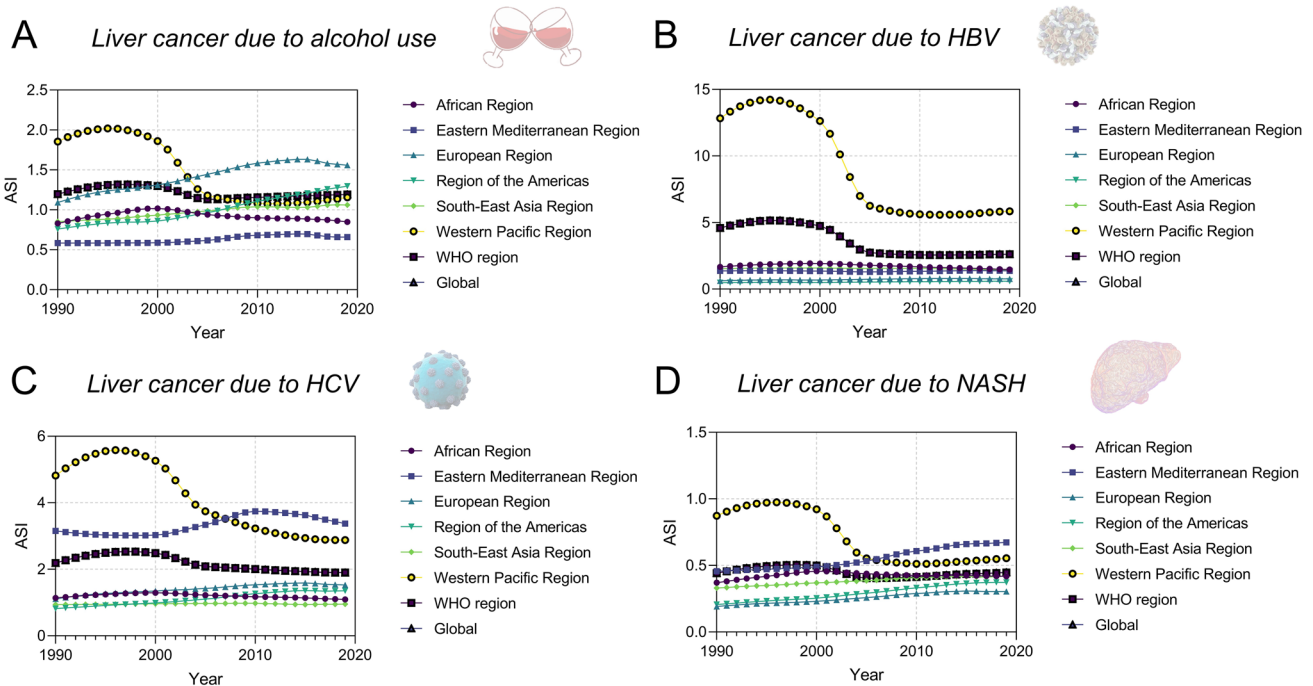 A
Liver cancer due to alcohol use
ASI
2.5
2.0
1.5
1.0
0.5
0.0
1990
2000
2010
2020
Year
African Region
Eastern Mediterranean Region
European Region
Region of the Americas
South-East Asia Region
Western Pacific Region
WHO region
Global
B
Liver cancer due to HBV
ASI
15
10
5
0
1990
2000
2010
2020
Year
African Region
Eastern Mediterranean Region
European Region
Region of the Americas
South-East Asia Region
Western Pacific Region
WHO region
Global
C
Liver cancer due to HCV
ASI
6
4
2
0
1990
2000
2010
2020
Year
African Region
Eastern Mediterranean Region
European Region
Region of the Americas
South-East Asia Region
Western Pacific Region
WHO region
Global
D
Liver cancer due to NASH
ASI
1.5
1.0
0.5
0.0
1990
2000
2010
2020
Year
African Region
Eastern Mediterranean Region
European Region
Region of the Americas
South-East Asia Region
Western Pacific Region
WHO region
Global